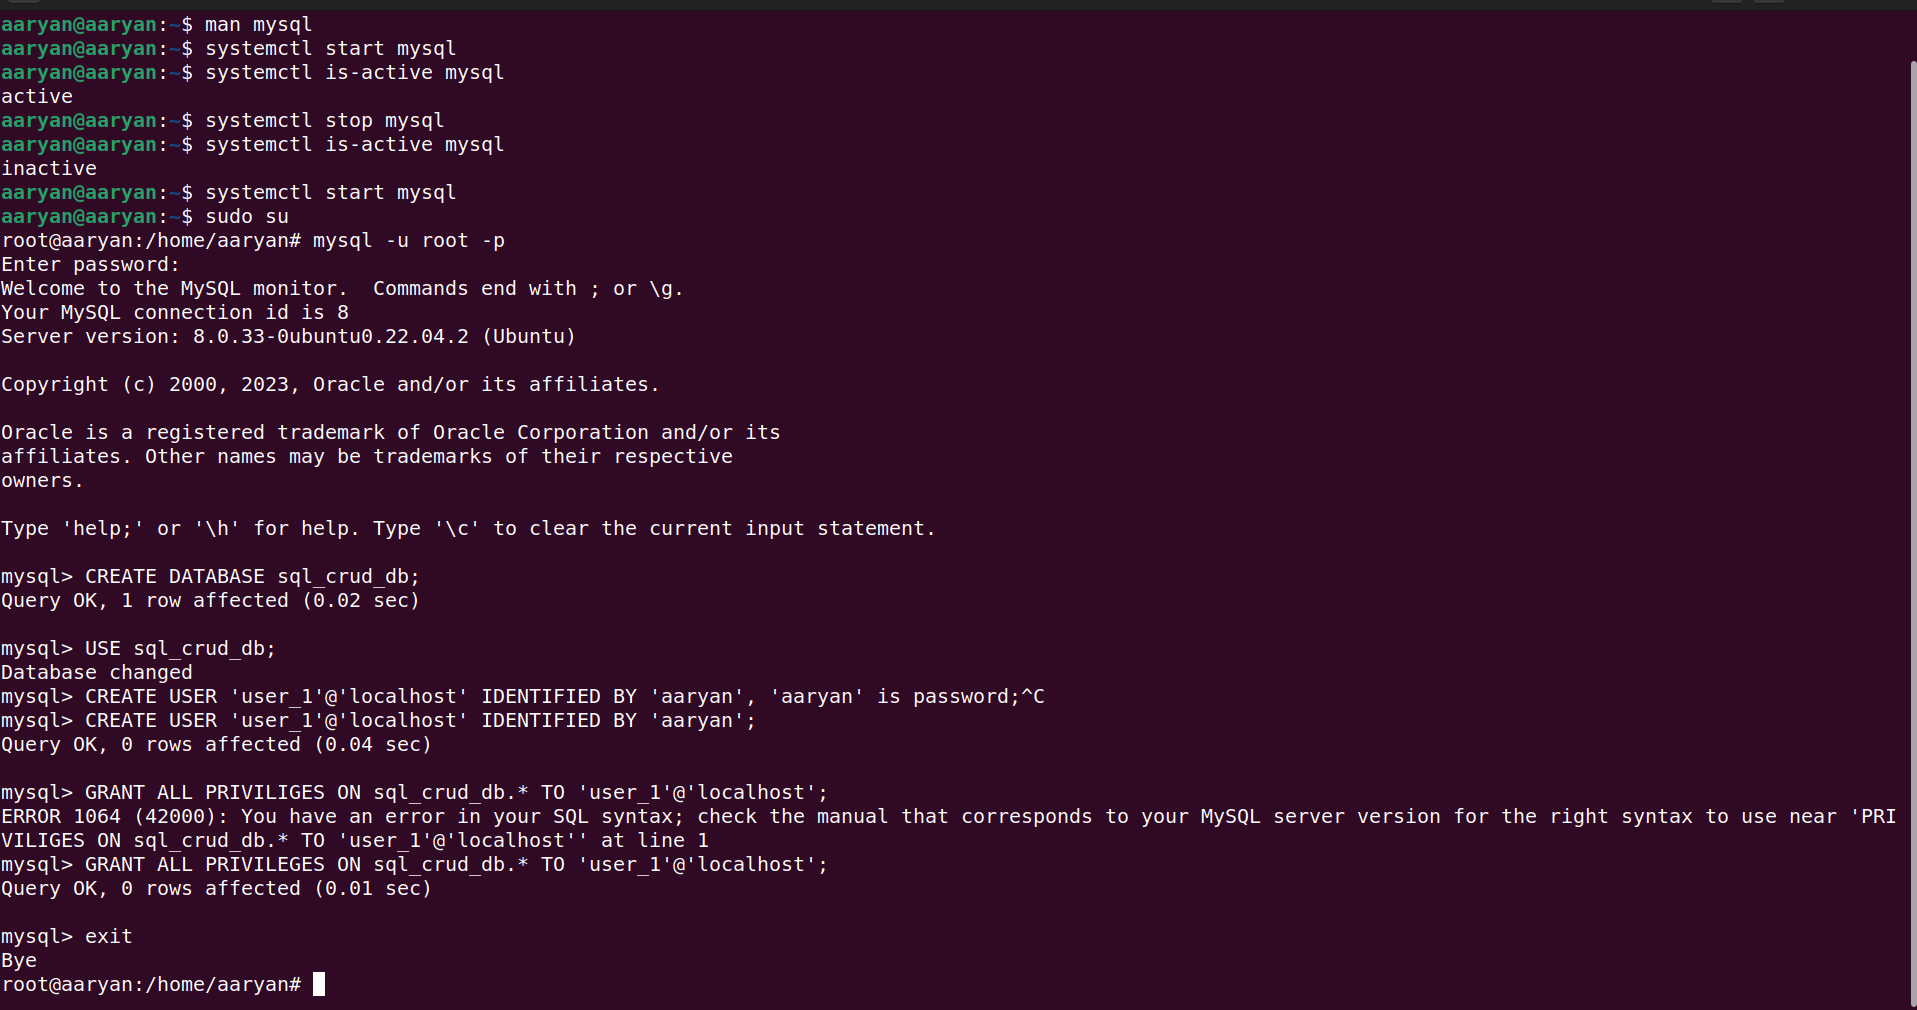 aaryan@aaryan:~$ man mysql
aaryan@aaryan:~$ systemctl start mysql
aaryan@aaryan:~$ systemctl is-active mysql
active
aaryan@aaryan:~$ systemctl stop mysql
aaryan@aaryan:~$ systemctl is-active mysql
inactive
aaryan@aaryan:~$ systemctl start mysql
aaryan@aaryan:~$ sudo su
root@aaryan:/home/aaryan# mysql -u root -p
Enter password:
Welcome to the MySQL monitor.  Commands end with ; or \g.
Your MySQL connection id is 8
Server version: 8.0.33-0ubuntu0.22.04.2 (Ubuntu)

Copyright (c) 2000, 2023, Oracle and/or its affiliates.

Oracle is a registered trademark of Oracle Corporation and/or its
affiliates. Other names may be trademarks of their respective
owners.

Type 'help;' or '\h' for help. Type '\c' to clear the current input statement.

mysql> CREATE DATABASE sql_crud_db;
Query OK, 1 row affected (0.02 sec)

mysql> USE sql_crud_db;
Database changed
mysql> CREATE USER 'user_1'@'localhost' IDENTIFIED BY 'aaryan', 'aaryan' is password;^C
mysql> CREATE USER 'user_1'@'localhost' IDENTIFIED BY 'aaryan';
Query OK, 0 rows affected (0.04 sec)

mysql> GRANT ALL PRIVILIGES ON sql_crud_db.* TO 'user_1'@'localhost';
ERROR 1064 (42000): You have an error in your SQL syntax; check the manual that corresponds to your MySQL server version for the right syntax to use near 'PRI
VILIGES ON sql_crud_db.* TO 'user_1'@'localhost'' at line 1
mysql> GRANT ALL PRIVILEGES ON sql_crud_db.* TO 'user_1'@'localhost';
Query OK, 0 rows affected (0.01 sec)

mysql> exit
Bye
root@aaryan:/home/aaryan#